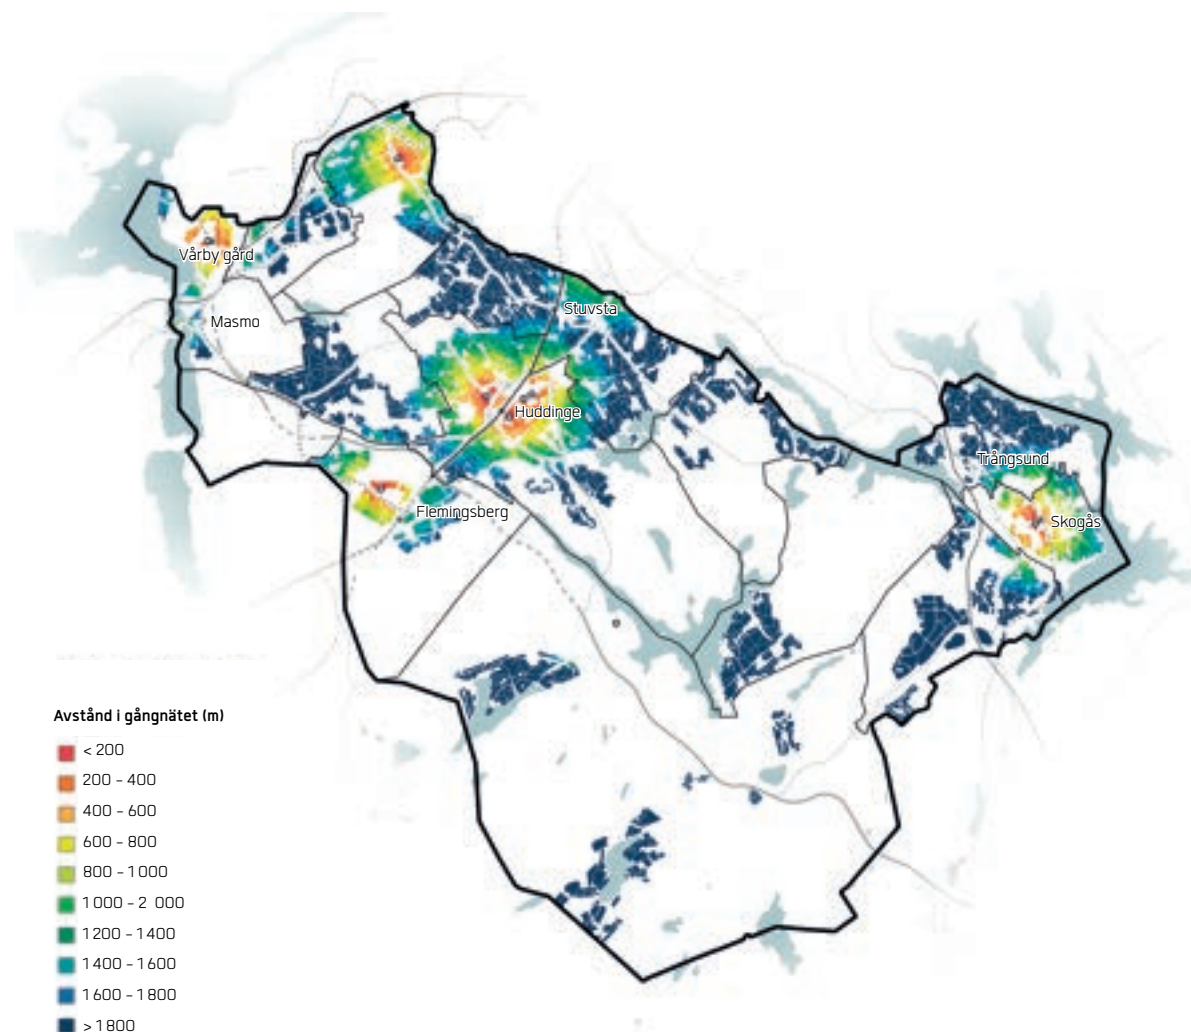 Vårby gård
Stuvsta
Masmo
Huddinge
Trångsund
Flemingsberg
Skogås
Avstånd i gångnätet (m)
< 200
200 - 400
400 - 600
600 - 800
800 - 1000
1000 - 2 000
1200 - 1400
1400 - 1600
1600 - 1800
> 1800